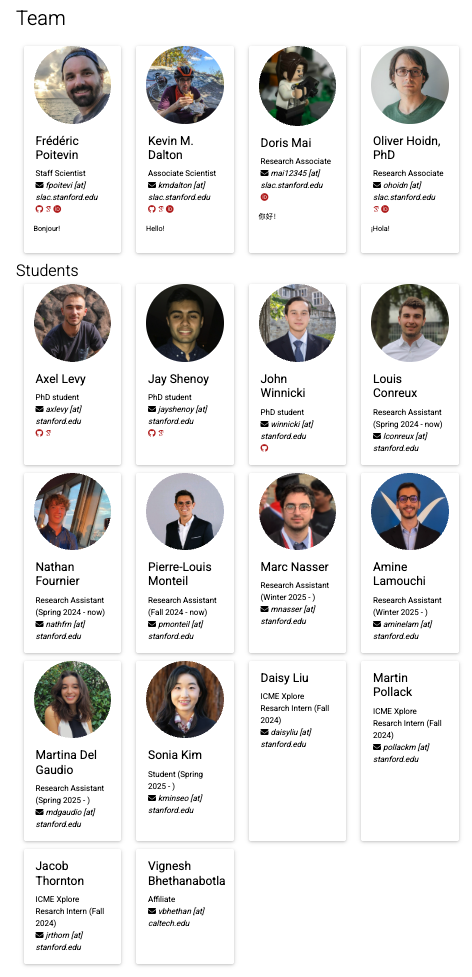 Team
Frédéric
Poitevin
Staff Scientist
fpoitevi [at]
slac.stanford.edu
Bonjour!
Kevin M.
Dalton
Associate Scientist
kmdalton [at]
slac.stanford.edu
Hello!
Doris Mai
Research Associate
mai12345 [at]
slac.stanford.edu
你好!
Oliver Hoidn,
PhD
Research Associate
ohoidn [at]
slac.stanford.edu
¡Hola!
Students
Axel Levy
PhD student
axlevy [at]
stanford.edu
Jay Shenoy
PhD student
jayshenoy [at]
stanford.edu
John
Winnicki
PhD student
winnicki [at]
stanford.edu
Louis
Conreux
Research Assistant
(Spring 2024 - now)
lconreux [at]
stanford.edu
Nathan
Fournier
Research Assistant
(Spring 2024 - now)
nathfrn [at]
stanford.edu
Pierre-Louis
Monteil
Research Assistant
(Fall 2024 - now)
pmonteil [at]
stanford.edu
Marc Nasser
Research Assistant
(Winter 2025 - )
mnasser [at]
stanford.edu
Amine
Lamouchi
Research Assistant
(Winter 2025 - )
aminelam [at]
stanford.edu
Martina Del
Gaudio
Research Assistant
(Spring 2025 - )
mdgaudio [at]
stanford.edu
Sonia Kim
Student (Spring
2025 - )
kminseo [at]
stanford.edu
Daisy Liu
ICME Xplore
Resarch Intern (Fall
2024)
daisyliu [at]
stanford.edu
Martin
Pollack
ICME Xplore
Resarch Intern (Fall
2024)
pollackm [at]
stanford.edu
Jacob
Thornton
ICME Xplore
Resarch Intern (Fall
2024)
jrthorn [at]
stanford.edu
Vignesh
Bhethanabotla
Affiliate
vbhethan [at]
caltech.edu